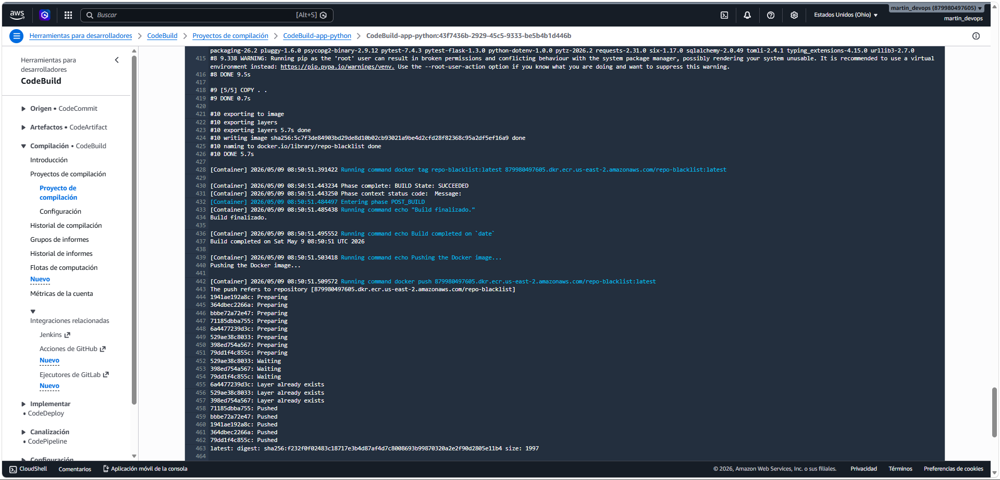 aws
Buscar
[Alt+S]
Estados Unidos (Ohio)
martin_devops (879980497605)
martin_devops
Herramientas para desarrolladores
CodeBuild
Proyectos de compilación
CodeBuild-app-python
CodeBuild-app-python:43f7436b-2929-45c5-9333-be5b4b1d446b
Herramientas para
desarrolladores
CodeBuild
Origen • CodeCommit
Artefactos • CodeArtifact
Compilación • CodeBuild
Introducción
Proyectos de compilación
Proyecto de
compilación
Configuración
Historial de compilación
Grupos de informes
Historial de informes
Flotas de computación
Nuevo
Métricas de la cuenta
Integraciones relacionadas
Jenkins
Acciones de GitHub
Nuevo
Ejecutores de GitLab
Nuevo
Implementar
• CodeDeploy
Canalización
• CodePipeline
Configuración
packaging-26.2 pluggy-1.6.0 psycopg2-binary-2.9.12 pytest-7.4.3 pytest-flask-1.3.0 python-dotenv-1.0.0 pytz-2026.2 requests-2.31.0 six-1.17.0 sqlalchemy-2.0.49 tomli-2.4.1 typing_extensions-4.15.0 urllib3-2.7.0
415 #8 9.338 WARNING: Running pip as the 'root' user can result in broken permissions and conflicting behaviour with the system package manager, possibly rendering your system unusable. It is recommended to use a virtual
environment instead: https://pip.pypa.io/warnings/venv. Use the --root-user-action option if you know what you are doing and want to suppress this warning.
416 #8 DONE 9.5s
417
418 #9 [5/5] COPY . .
419 #9 DONE 0.7s
420
421 #10 exporting to image
422 #10 exporting layers
423 #10 exporting layers 5.7s done
424 #10 writing image sha256:5c7f3de84903bd29de8d10b02cb93021a9be4d2cfd28f82368c95a2df5ef16a9 done
425 #10 naming to docker.io/library/repo-blacklist done
426 #10 DONE 5.7s
427
428 [Container] 2026/05/09 08:50:51.391422 Running command docker tag repo-blacklist:latest 879980497605.dkr.ecr.us-east-2.amazonaws.com/repo-blacklist:latest
429
430 [Container] 2026/05/09 08:50:51.443234 Phase complete: BUILD State: SUCCEEDED
431 [Container] 2026/05/09 08:50:51.443250 Phase context status code:  Message:
432 [Container] 2026/05/09 08:50:51.484497 Entering phase POST_BUILD
433 [Container] 2026/05/09 08:50:51.485438 Running command echo "Build finalizado."
434 Build finalizado.
435
436 [Container] 2026/05/09 08:50:51.495552 Running command echo Build completed on `date`
437 Build completed on Sat May 9 08:50:51 UTC 2026
438
439 [Container] 2026/05/09 08:50:51.503418 Running command echo Pushing the Docker image...
440 Pushing the Docker image...
441
442 [Container] 2026/05/09 08:50:51.509572 Running command docker push 879980497605.dkr.ecr.us-east-2.amazonaws.com/repo-blacklist:latest
443 The push refers to repository [879980497605.dkr.ecr.us-east-2.amazonaws.com/repo-blacklist]
444 1941ae192a8c: Preparing
445 364dbec2266a: Preparing
446 bbbe72a72e47: Preparing
447 71185dbba755: Preparing
448 6a4477239d3c: Preparing
449 529ae38c8033: Preparing
450 398ed754a567: Preparing
451 79dd1f4c855c: Preparing
452 529ae38c8033: Waiting
453 398ed754a567: Waiting
454 79dd1f4c855c: Waiting
455 6a4477239d3c: Layer already exists
456 529ae38c8033: Layer already exists
457 398ed754a567: Layer already exists
458 71185dbba755: Pushed
459 bbbe72a72e47: Pushed
460 1941ae192a8c: Pushed
461 364dbec2266a: Pushed
462 79dd1f4c855c: Pushed
463 latest: digest: sha256:f232f0f02483c18717e3b4d87af4d7c8008693b99870320a2e2f90d2805e11b4 size: 1997
464
CloudShell
Comentarios
Aplicación móvil de la consola
© 2026, Amazon Web Services, Inc. o sus filiales.
Privacidad
Términos
Preferencias de cookies